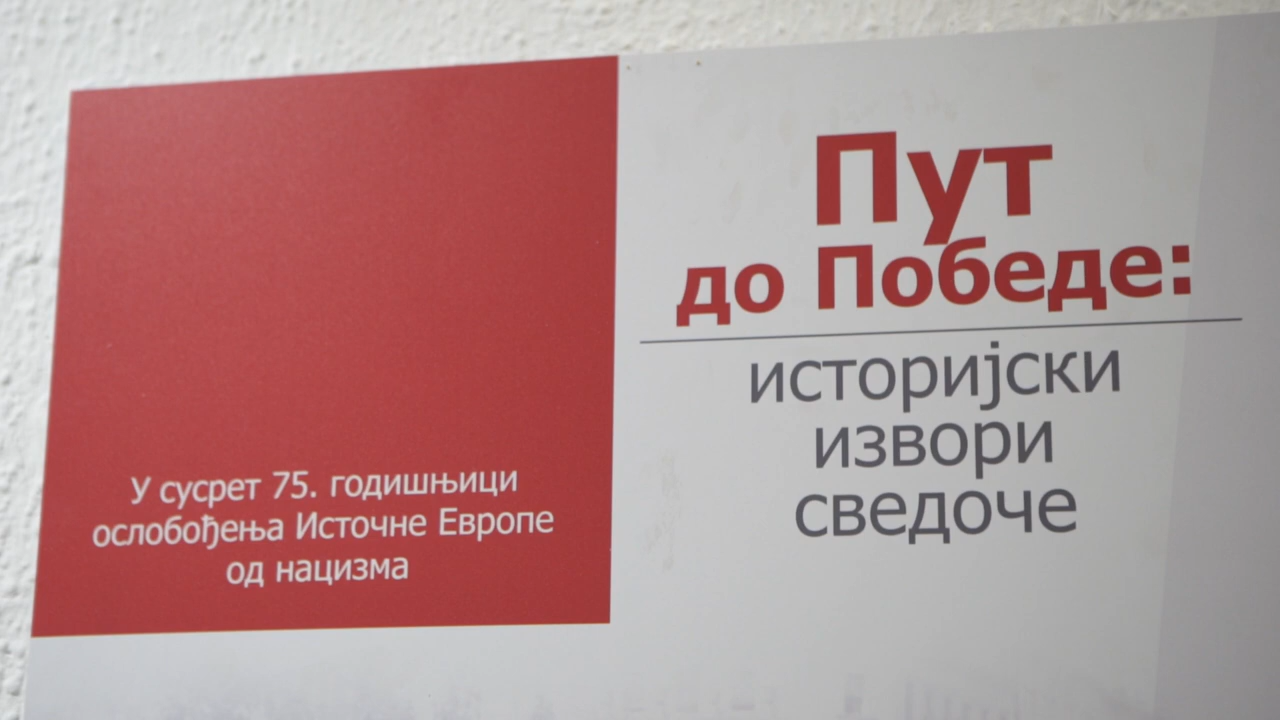 У сусрет 75. годишњици
ослобођења Источне Европе
од нацизма
Пут
до Победе:
историјски
извори
сведоче